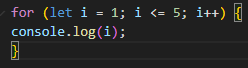 for (let i = 1; i <= 5; i++) {
console.log(i);
}